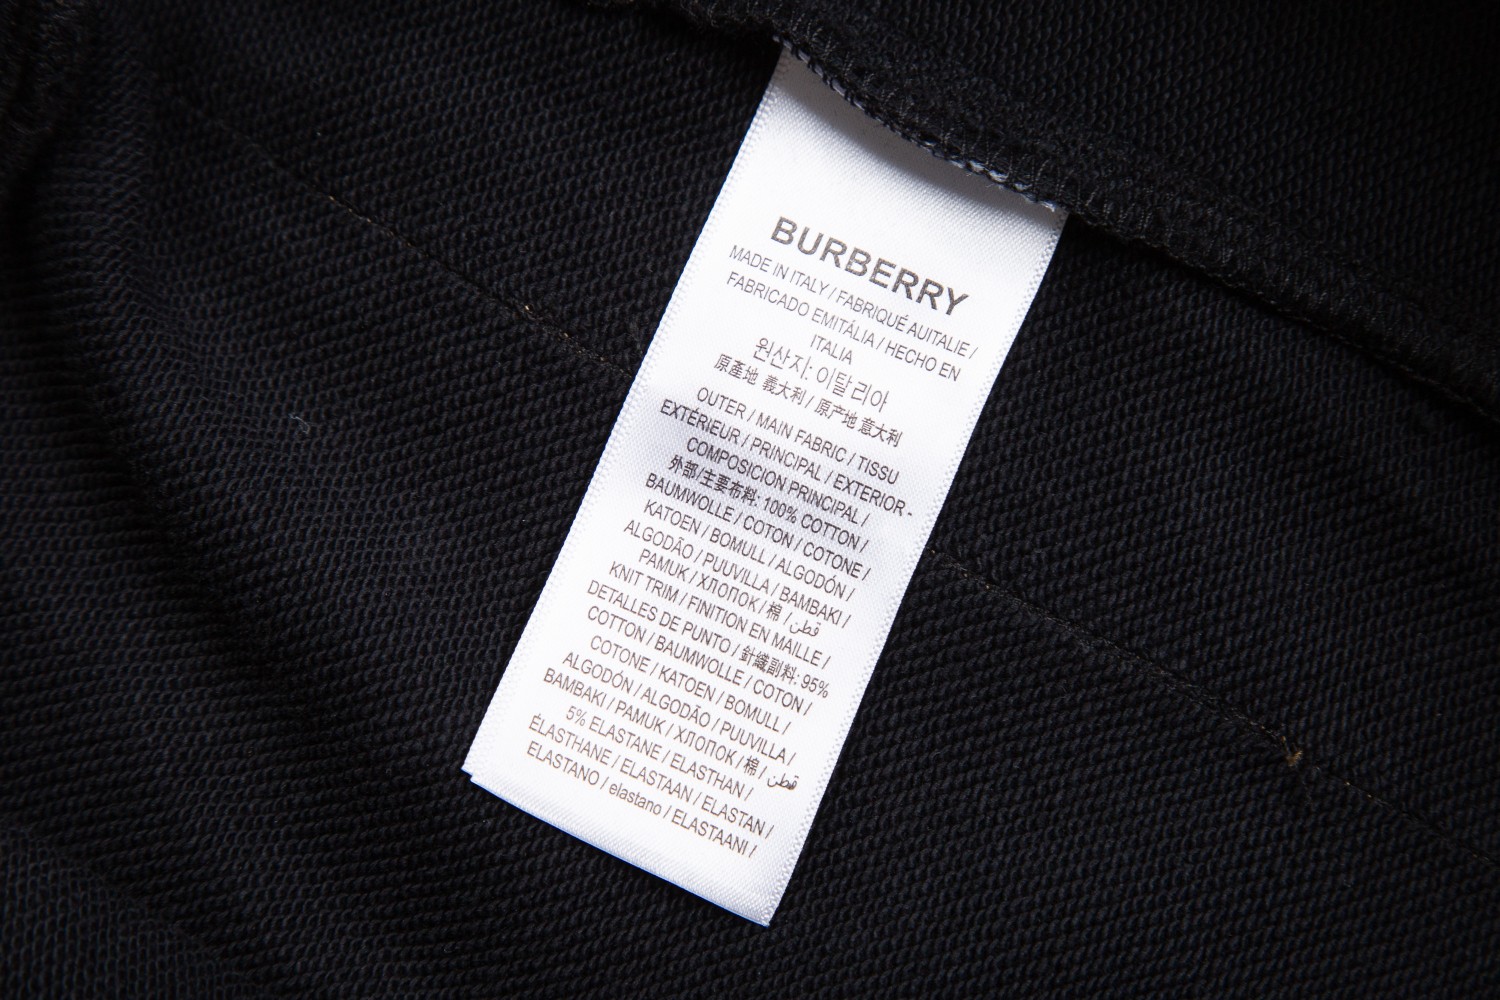 BURBERRY
MADE IN ITALY / FABRIQUÉ AUITALIE /
FABRICADO EMITÁLIA / HECHO EN
ITALIA
원산지: 이탈리아
原產地 義大利 / 原产地 意大利
OUTER / MAIN FABRIC / TISSU
EXTÉRIEUR / PRINCIPAL / EXTERIOR -
COMPOSICION PRINCIPAL /
外部/主要布料: 100% COTTON /
BAUMWOLLE / COTON / COTONE /
KATOEN / BOMULL / ALGODÓN /
ALGODÃO / PUUVILLA / BAMBAKI /
PAMUK / ХЛОПОК / 棉 / قطن /
KNIT TRIM / FINITION EN MAILLE /
DETALLES DE PUNTO / 針織副料: 95%
COTTON / BAUMWOLLE / COTON /
COTONE / KATOEN / BOMULL /
ALGODÓN / ALGODÃO / PUUVILLA /
BAMBAKI / PAMUK / ХЛОПОК / 棉 / قطن
5% ELASTANE / ELASTHAN /
ÉLASTHANE / ELASTAAN / ELASTAN /
ELASTANO / elastano / ELASTAANI /